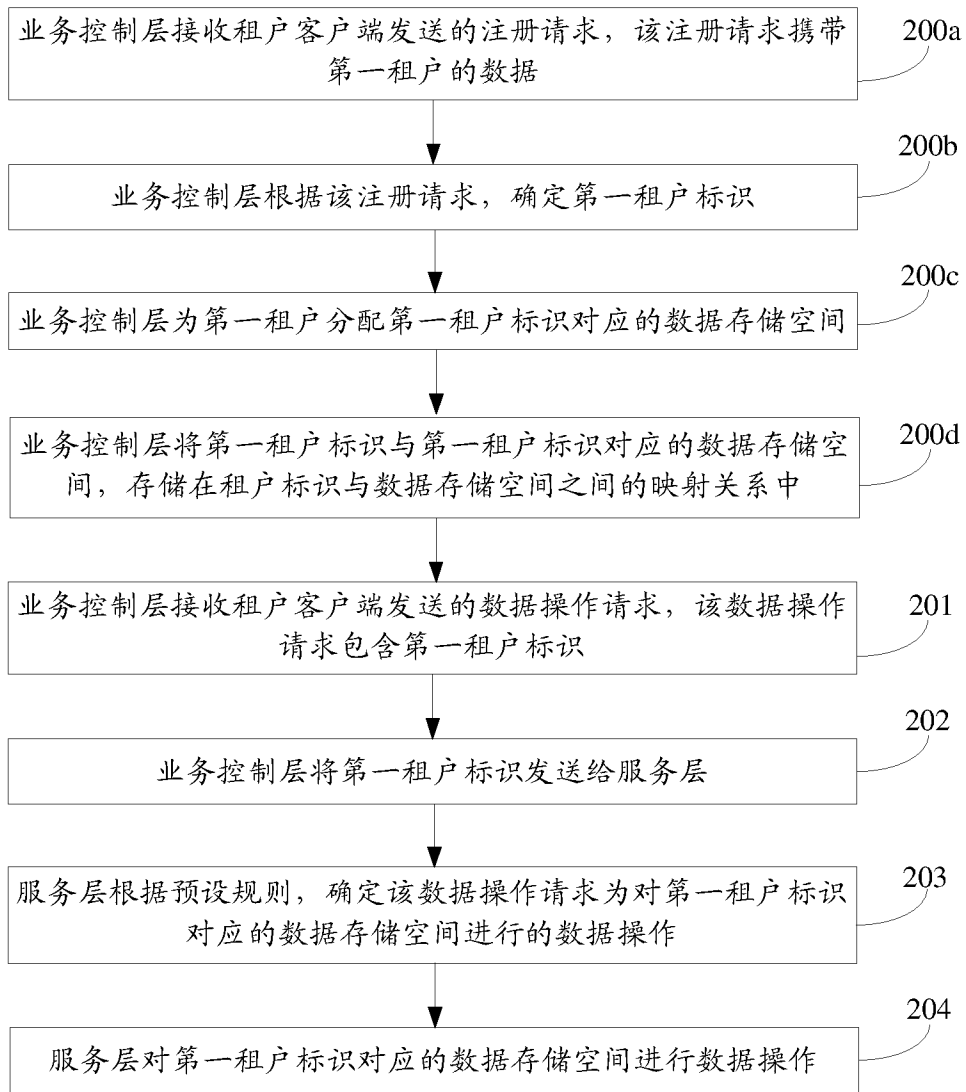 业务控制层接收租户客户端发送的注册请求，该注册请求携带
第一租户的数据
200a
业务控制层根据该注册请求，确定第一租户标识
200b
业务控制层为第一租户分配第一租户标识对应的数据存储空间
200c
业务控制层将第一租户标识与第一租户标识对应的数据存储空
间，存储在租户标识与数据存储空间之间的映射关系中
200d
业务控制层接收租户客户端发送的数据操作请求，该数据操作
请求包含第一租户标识
201
业务控制层将第一租户标识发送给服务层
202
服务层根据预设规则，确定该数据操作请求为对第一租户标识
对应的数据存储空间进行的数据操作
203
服务层对第一租户标识对应的数据存储空间进行数据操作
204